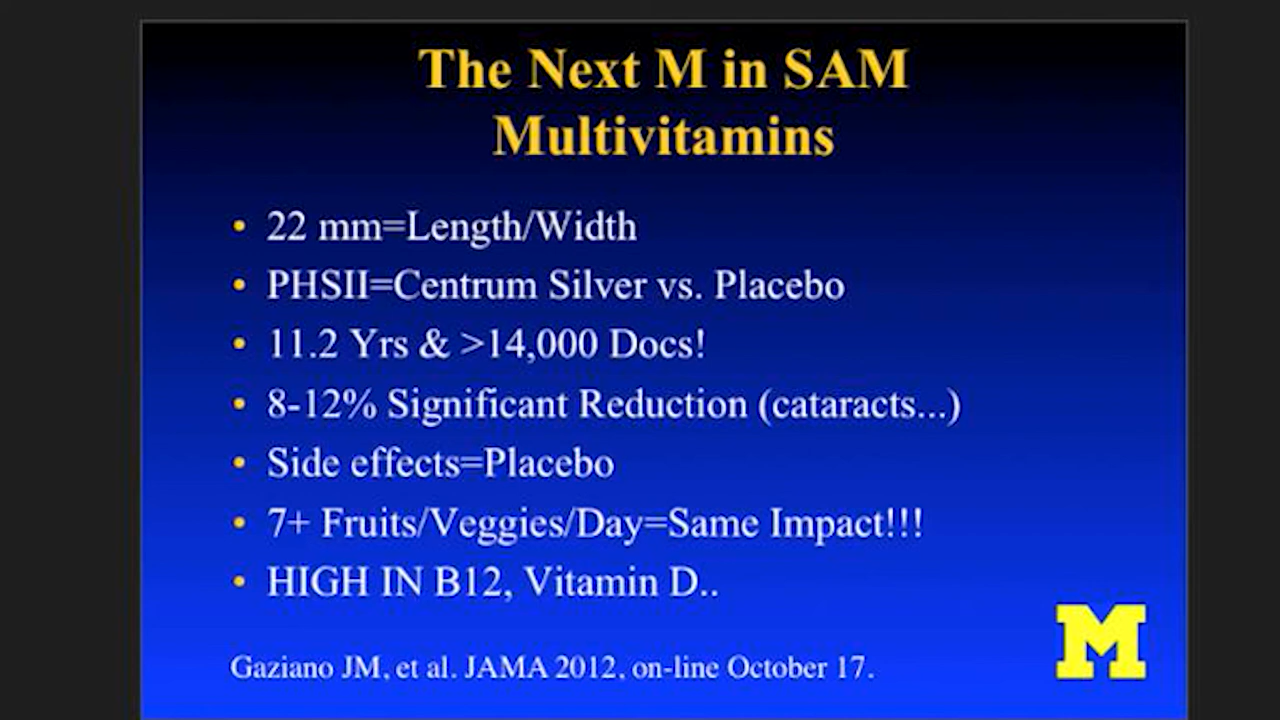 The Next M in SAM
Multivitamins
• 22 mm=Length/Width
• PHSII=Centrum Silver vs. Placebo
• 11.2 Yrs & >14,000 Docs!
• 8-12% Significant Reduction (cataracts...)
• Side effects=Placebo
• 7+ Fruits/Veggies/Day=Same Impact!!!
• HIGH IN B12, Vitamin D..
Gaziano JM, et al. JAMA 2012, on-line October 17.
M